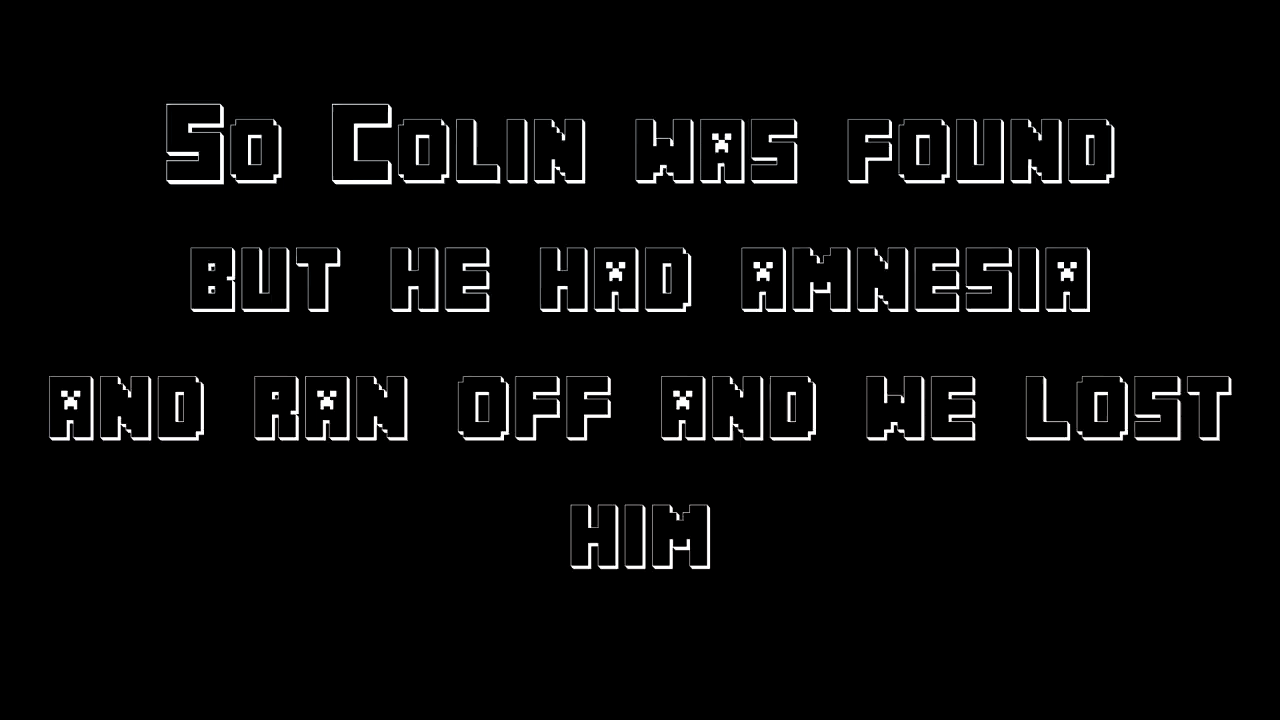 So Colin was found
but he had amnesia
and ran off and we lost
him